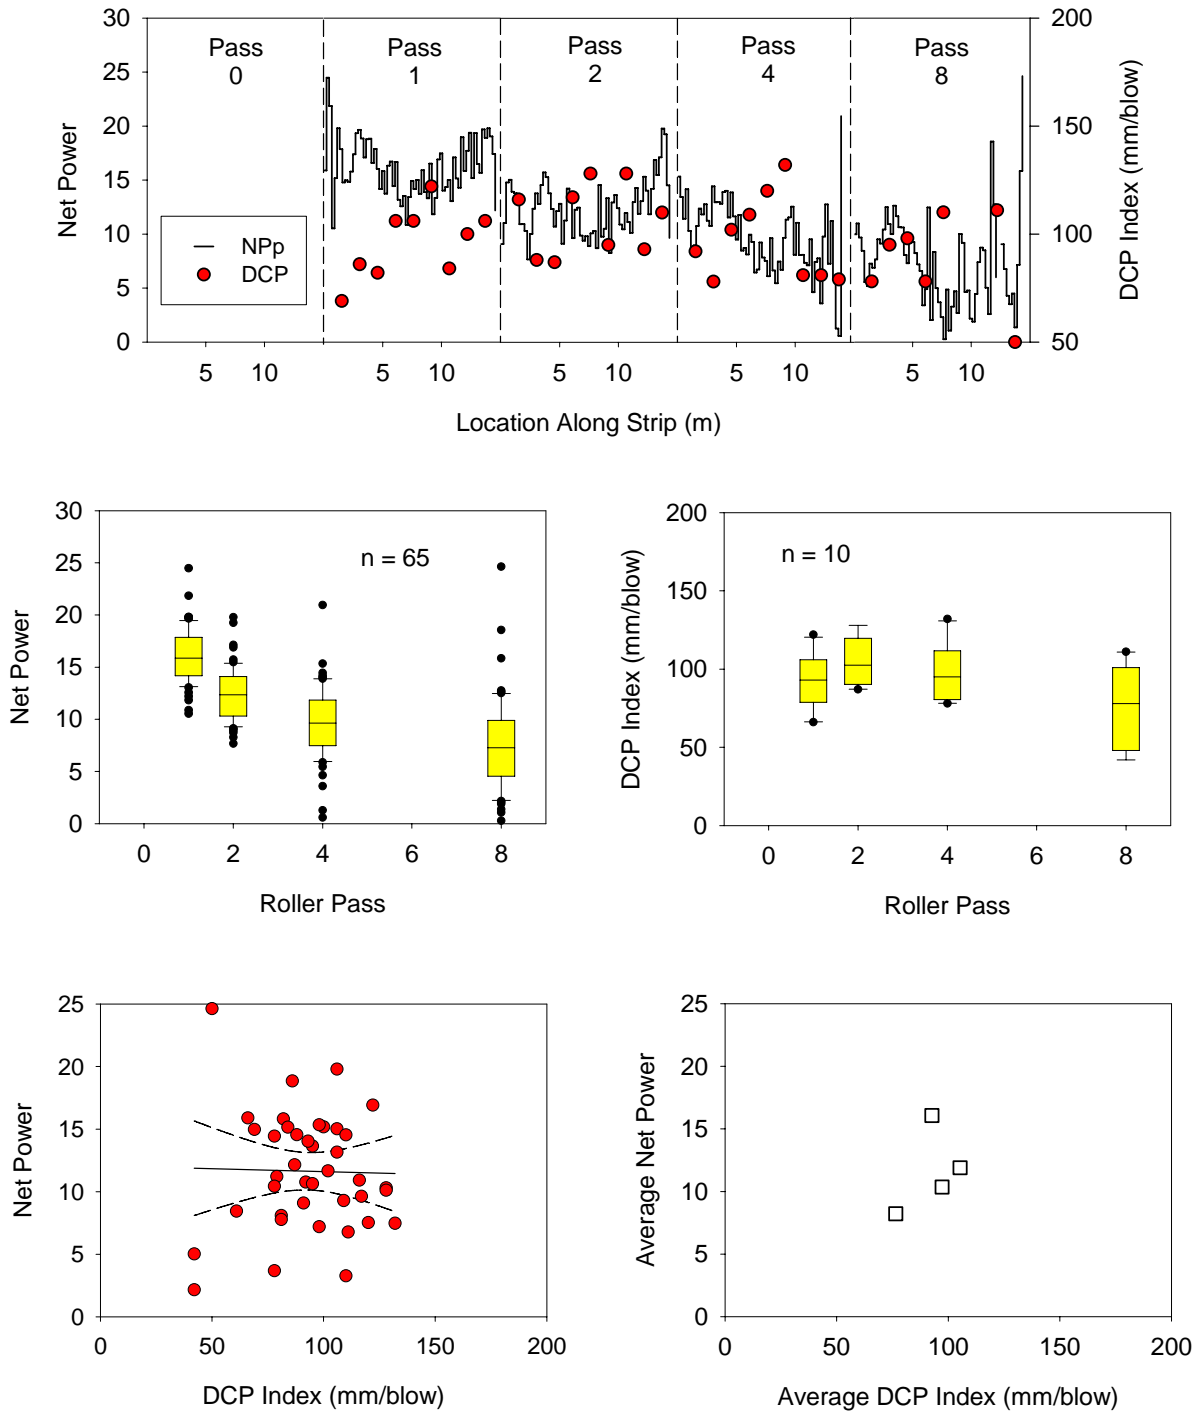 30
25
20
15
10
5
0
Net Power
Pass
0
Pass
1
Pass
2
Pass
4
Pass
8
NPp
DCP
200
150
100
50
DCP Index (mm/blow)
5 10 5 10 5 10 5 10 5 10
Location Along Strip (m)
30
25
20
15
10
5
0
Net Power
n = 65
0 2 4 6 8
Roller Pass
200
150
100
50
0
DCP Index (mm/blow)
n = 10
0 2 4 6 8
Roller Pass
25
20
15
10
5
0
Net Power
0 50 100 150 200
DCP Index (mm/blow)
25
20
15
10
5
0
Average Net Power
0 50 100 150 200
Average DCP Index (mm/blow)